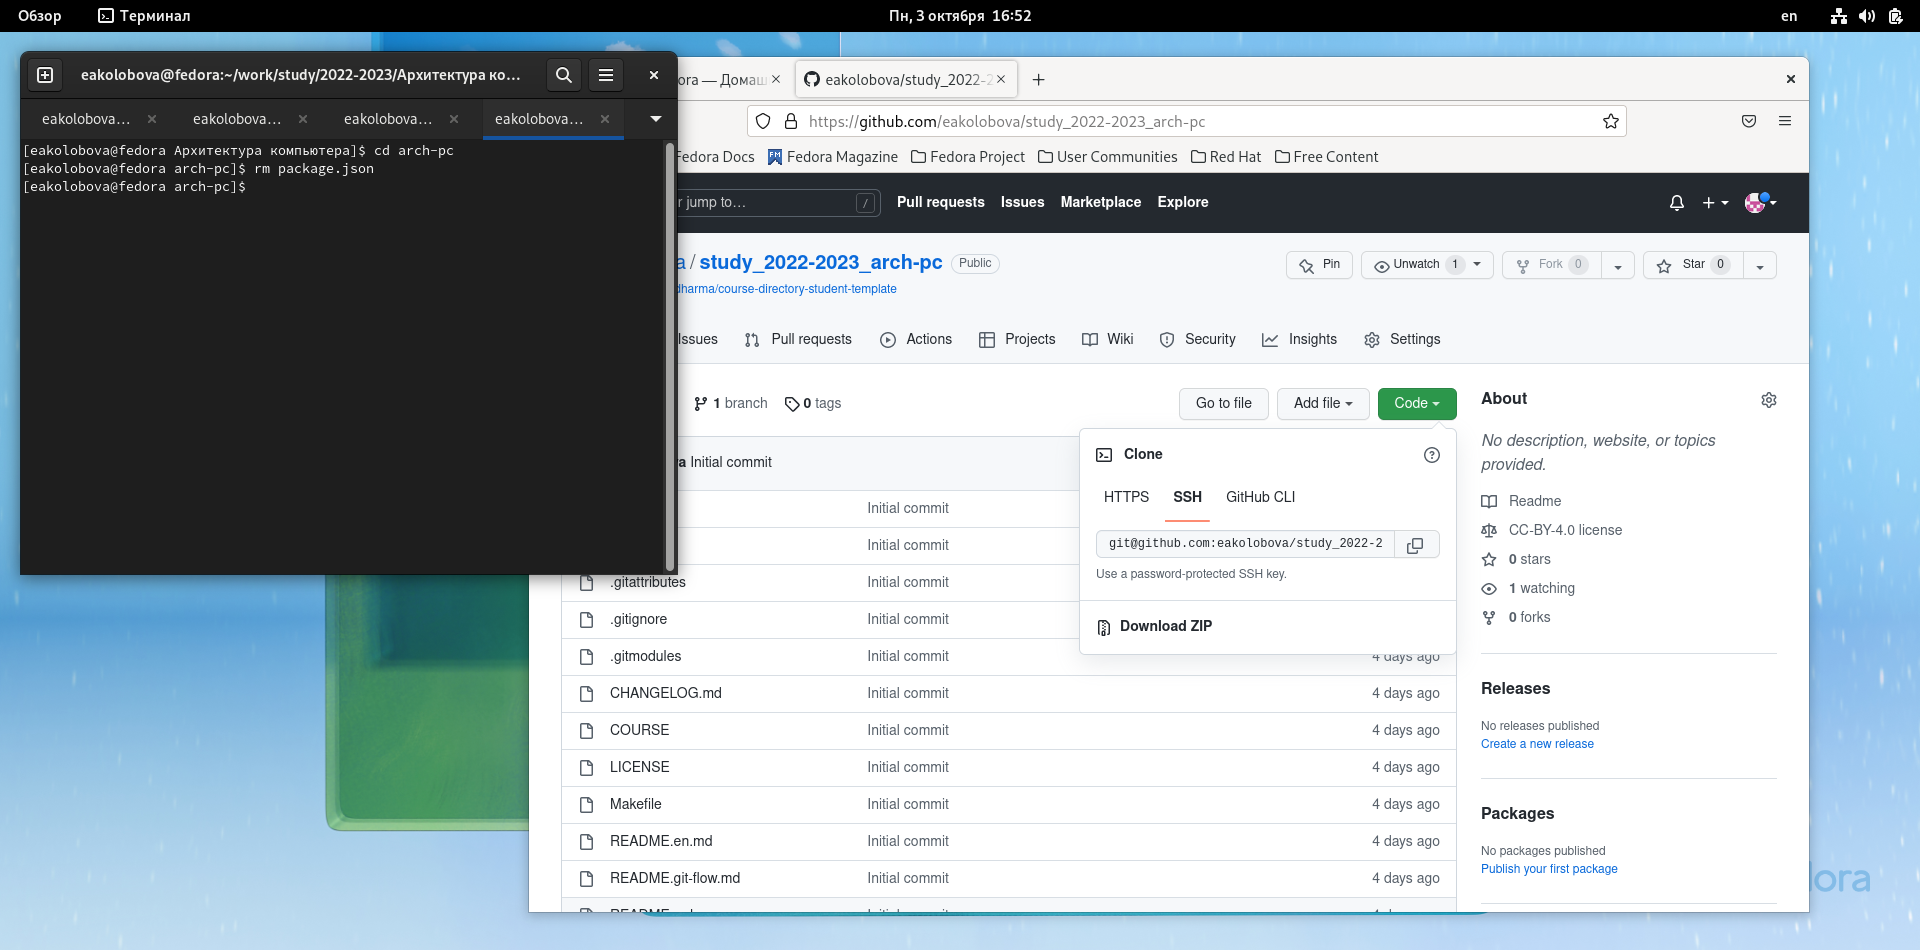 Обзор
Терминал
Пн, 3 октября 16:52
en
eakolobova@fedora:~/work/study/2022-2023/Архитектура ко…
eakolobova…
eakolobova…
eakolobova…
eakolobova…
[eakolobova@fedora Архитектура компьютера]$ cd arch-pc
[eakolobova@fedora arch-pc]$ rm package.json
[eakolobova@fedora arch-pc]$
ora — Домаш
eakolobova/study_2022-2
https://github.com/eakolobova/study_2022-2023_arch-pc
Fedora Docs
Fedora Magazine
Fedora Project
User Communities
Red Hat
Free Content
r jump to…
/
Pull requests
Issues
Marketplace
Explore
a / study_2022-2023_arch-pc
Public
Pin
Unwatch 1
Fork 0
Star 0
dharma/course-directory-student-template
Issues
Pull requests
Actions
Projects
Wiki
Security
Insights
Settings
1 branch
0 tags
Go to file
Add file
Code
About
No description, website, or topics
provided.
Readme
CC-BY-4.0 license
0 stars
1 watching
0 forks
Releases
No releases published
Create a new release
Packages
No packages published
Publish your first package
Clone
HTTPS
SSH
GitHub CLI
git@github.com:eakolobova/study_2022-2
Use a password-protected SSH key.
Download ZIP
a Initial commit
Initial commit
Initial commit
.gitattributes Initial commit
.gitignore Initial commit
.gitmodules Initial commit 4 days ago
CHANGELOG.md Initial commit 4 days ago
COURSE Initial commit 4 days ago
LICENSE Initial commit 4 days ago
Makefile Initial commit 4 days ago
README.en.md Initial commit 4 days ago
README.git-flow.md Initial commit 4 days ago
dora